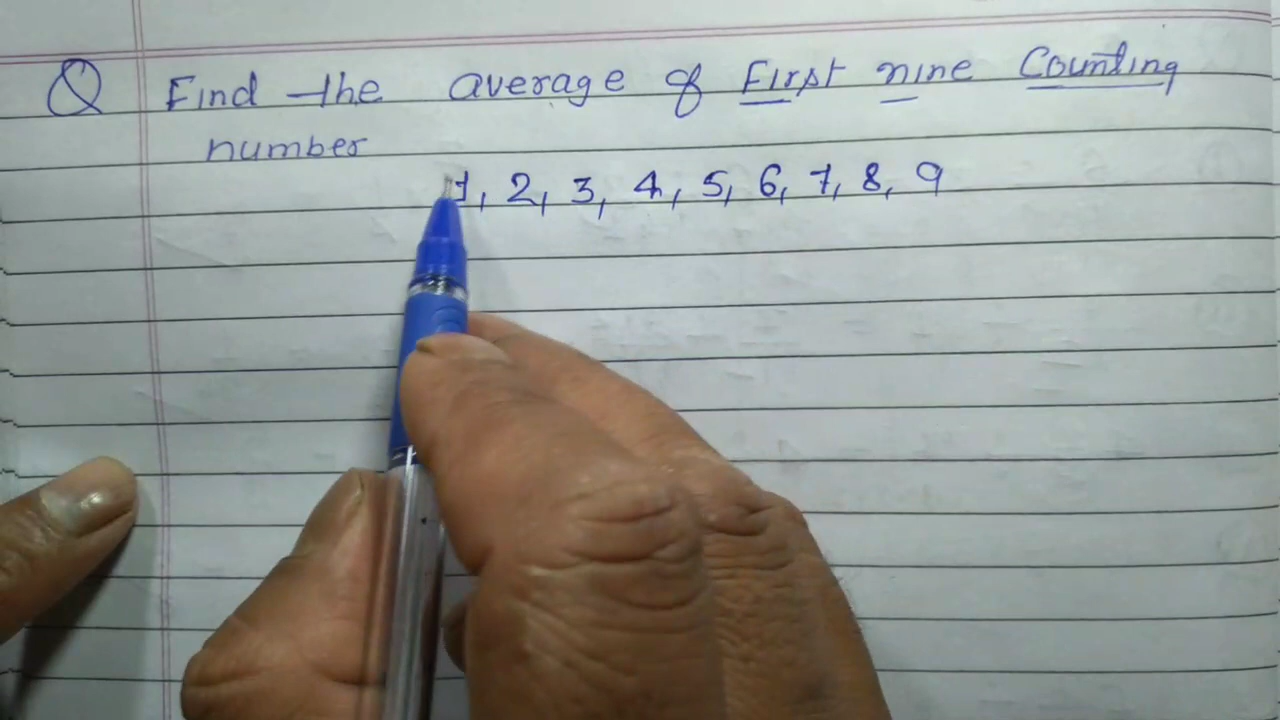 Q Find the average of First nine Counting
number
1, 2, 3, 4, 5, 6, 7, 8, 9